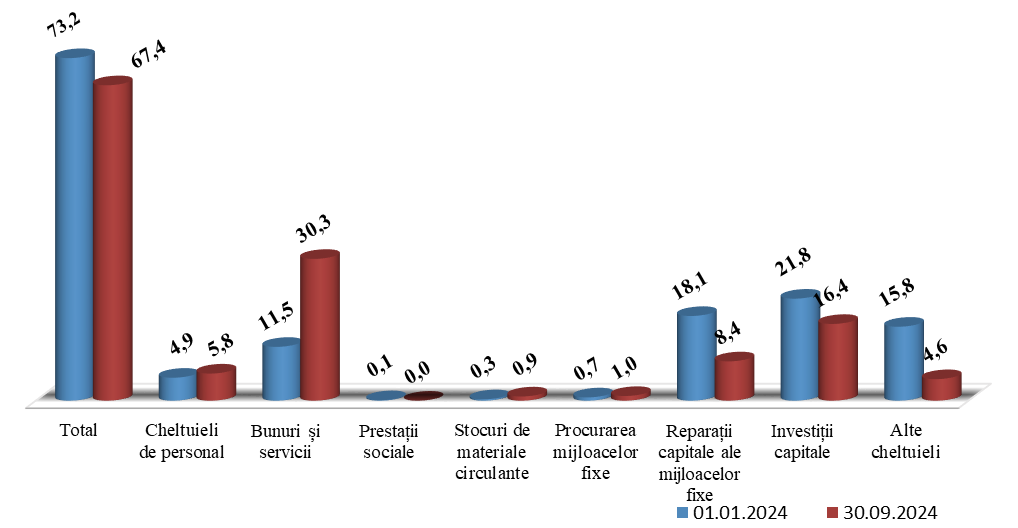 73,2
67,4
4,9
5,8
11,5
30,3
0,1
0,0
0,3
0,9
0,7
1,0
18,1
8,4
21,8
16,4
15,8
4,6
Total
Cheltuieli
de personal
Bunuri și
servicii
Prestații
sociale
Stocuri de
materiale
circulante
Procurarea
mijloacelor
fixe
Reparații
capitale ale
mijloacelor
fixe
Investiții
capitale
Alte
cheltuieli
01.01.2024
30.09.2024